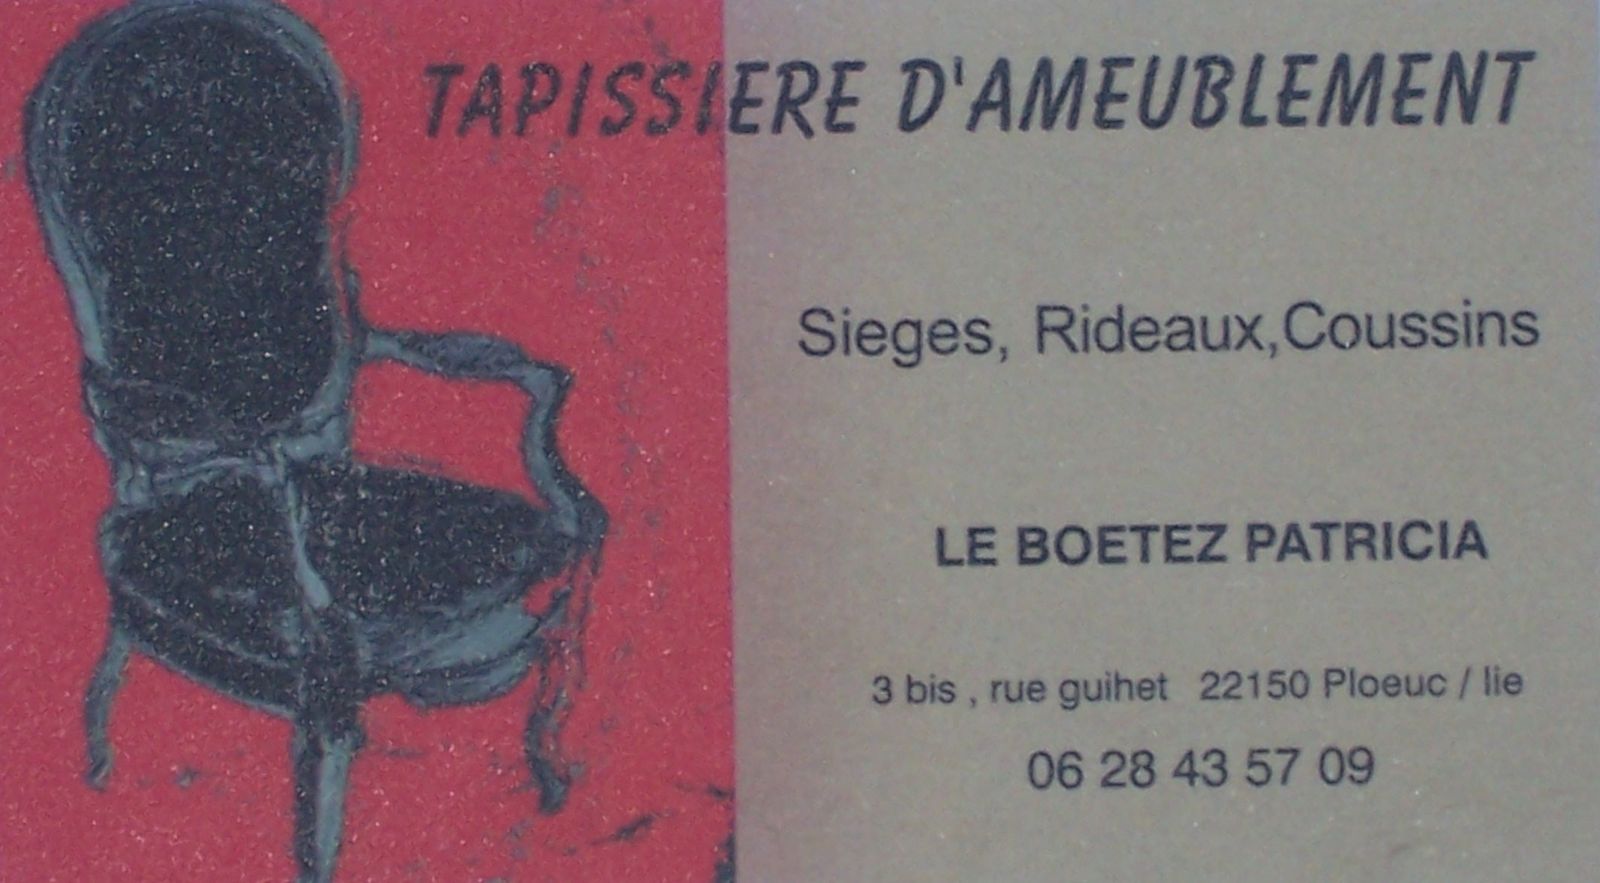 TAPISSIERE D'AMEUBLEMENT
Sieges, Rideaux,Coussins
LE BOETEZ PATRICIA
3 bis , rue guihet 22150 Ploeuc / lie
06 28 43 57 09